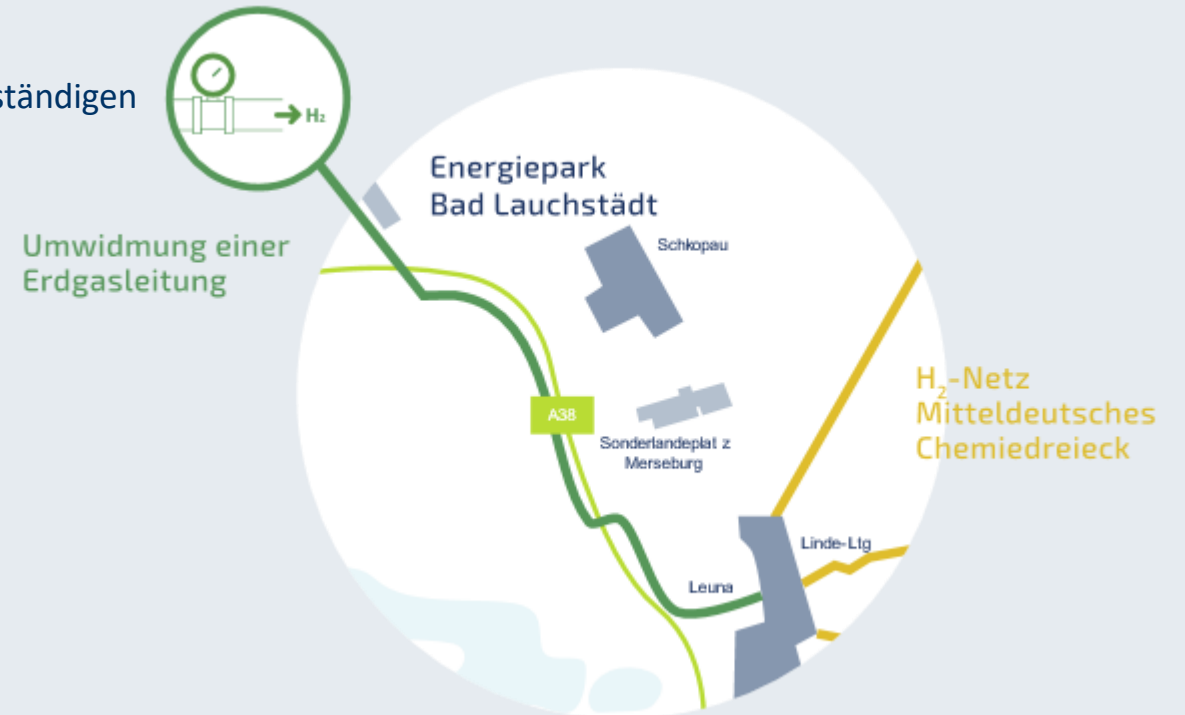 ständigen
H₂
Energiepark
Bad Lauchstädt
Umwidmung einer
Erdgasleitung
Schkopau
H₂-Netz
Mitteldeutsches
Chemiedreieck
A38
Sonderlandeplat z
Merseburg
Linde-Ltg
Leuna